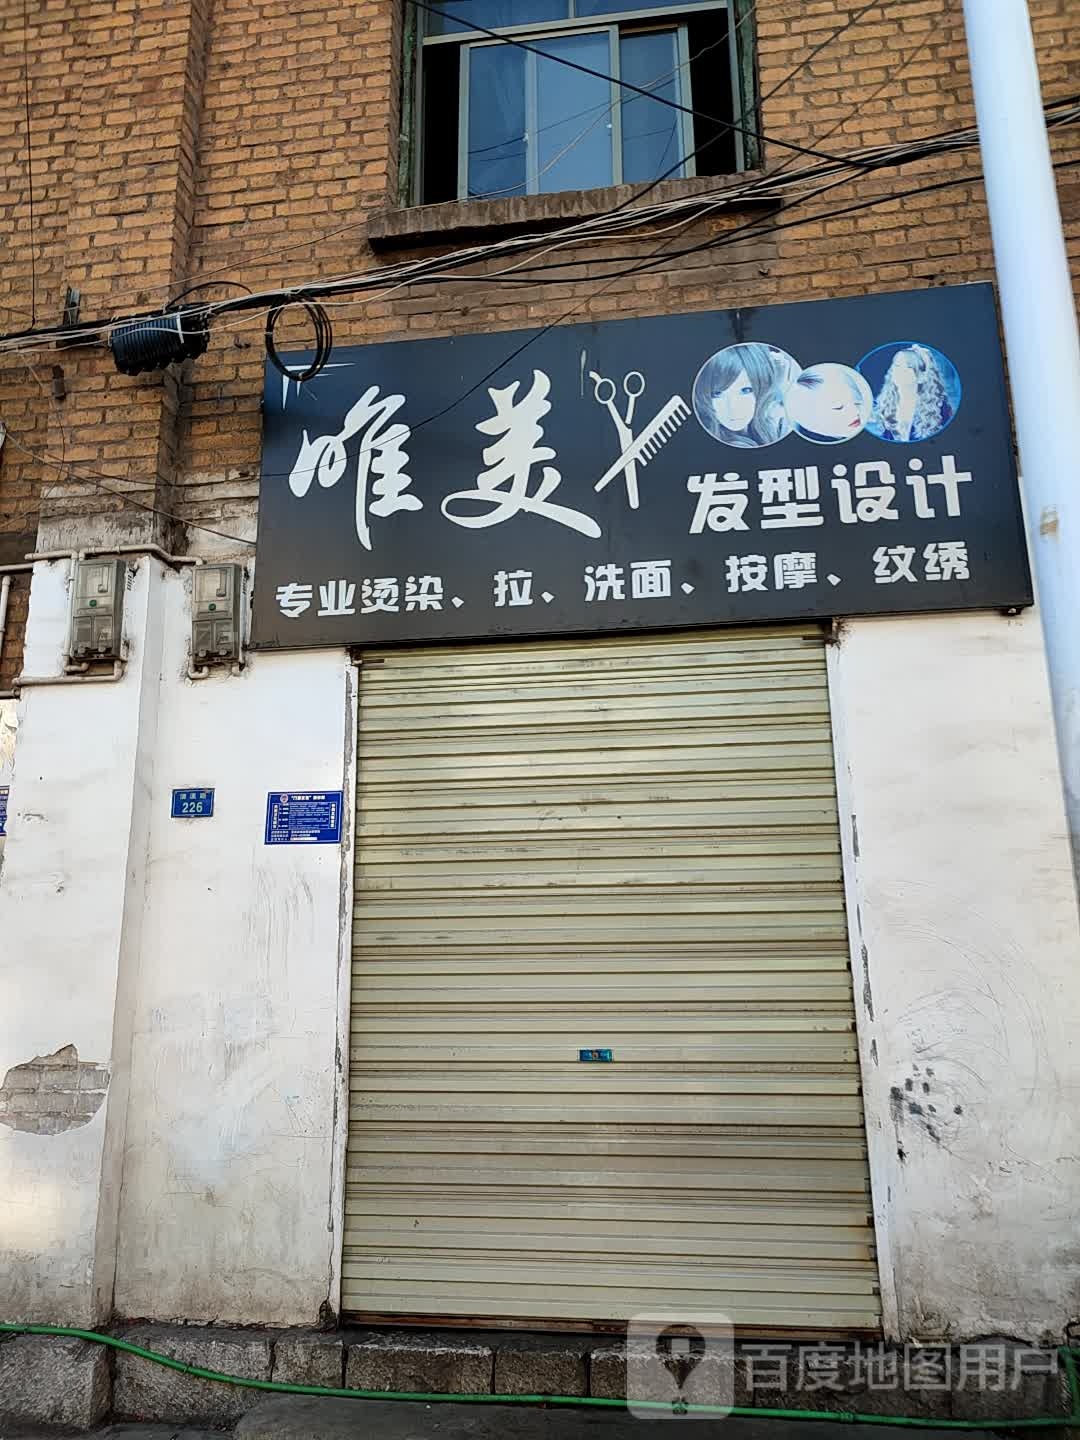 唯美
发型设计
专业烫染、拉、洗面、按摩、纹绣
226
百度地图用户